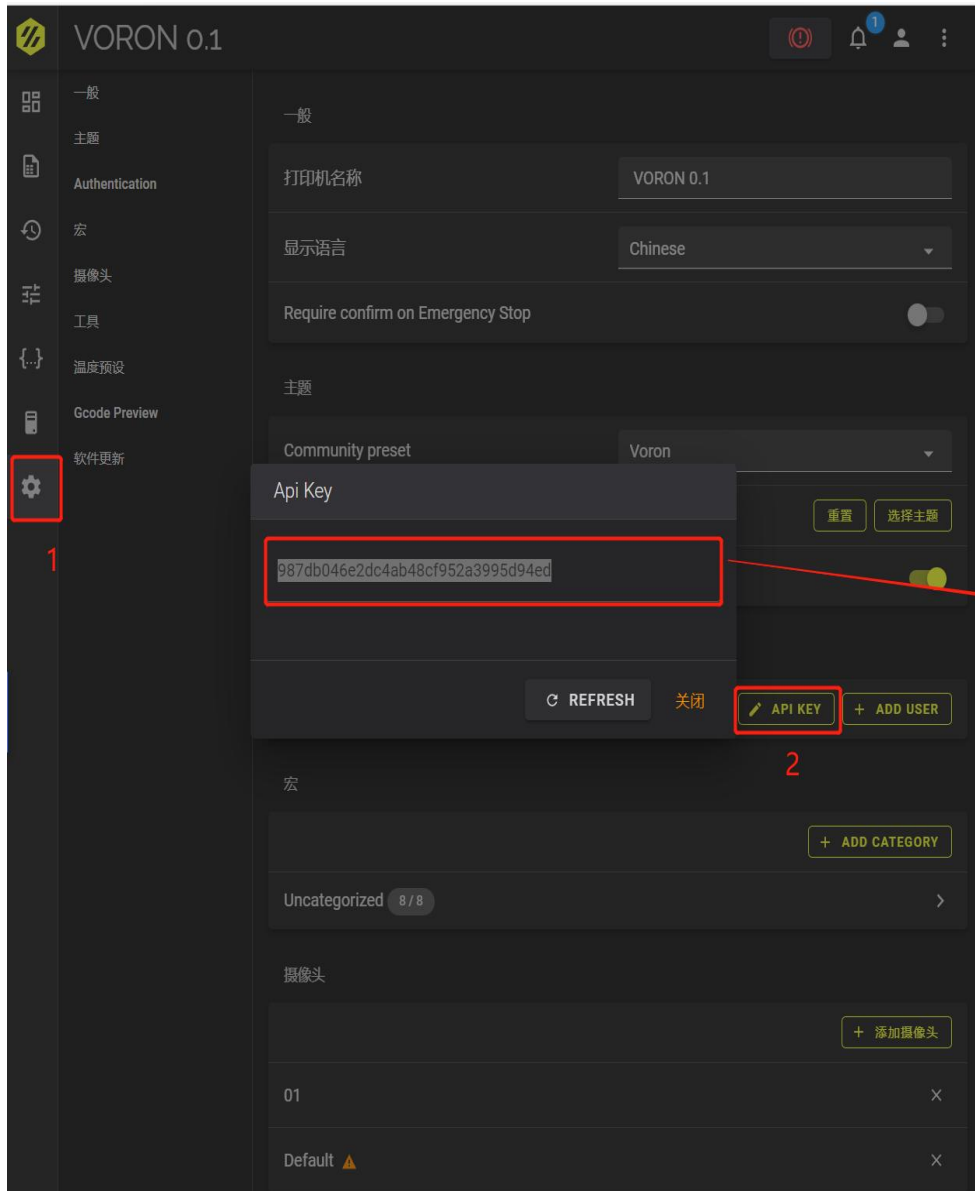 VORON 0.1
1
一般
主题
Authentication
宏
摄像头
工具
温度预设
Gcode Preview
软件更新
1
一般
打印机名称
VORON 0.1
显示语言
Chinese
Require confirm on Emergency Stop
主题
Community preset
Voron
重置
选择主题
Api Key
987db046e2dc4ab48cf952a3995d94ed
REFRESH
关闭
API KEY
+ ADD USER
2
宏
+ ADD CATEGORY
Uncategorized 8/8
摄像头
+ 添加摄像头
01
Default